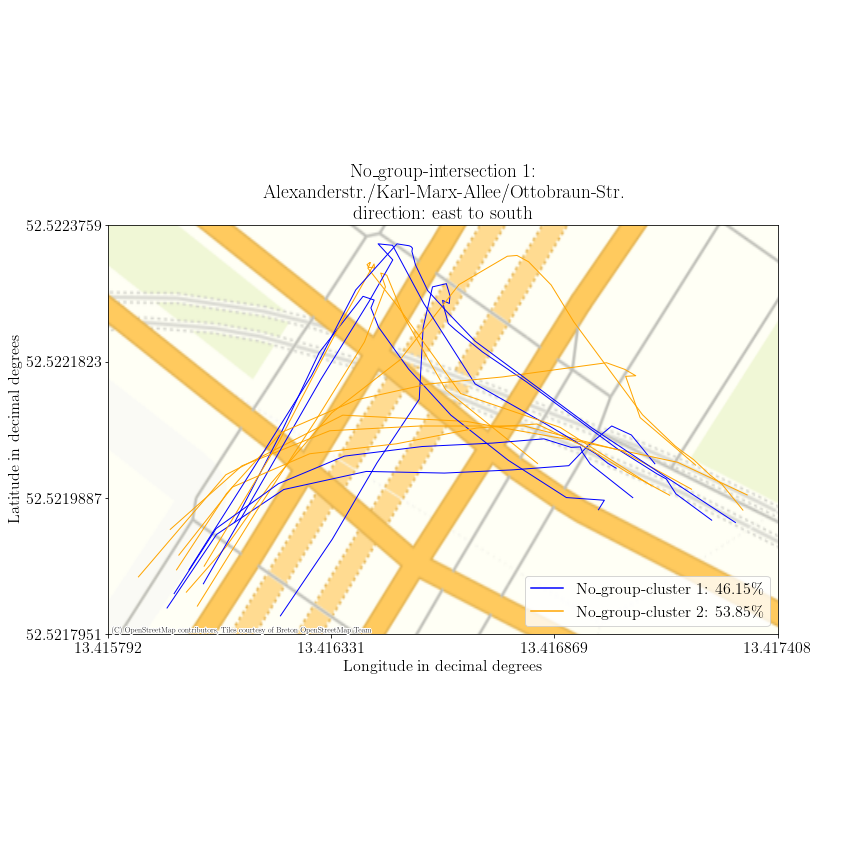 No_group-intersection 1:
Alexanderstr./Karl-Marx-Allee/Ottobraun-Str.
direction: east to south
52.5223759
52.5221823
52.5219887
52.5217951
Latitude in decimal degrees
No_group-cluster 1: 46.15%
No_group-cluster 2: 53.85%
(C) OpenStreetMap contributors, Tiles courtesy of Breton OpenStreetMap Team
13.415792
13.416331
13.416869
13.417408
Longitude in decimal degrees